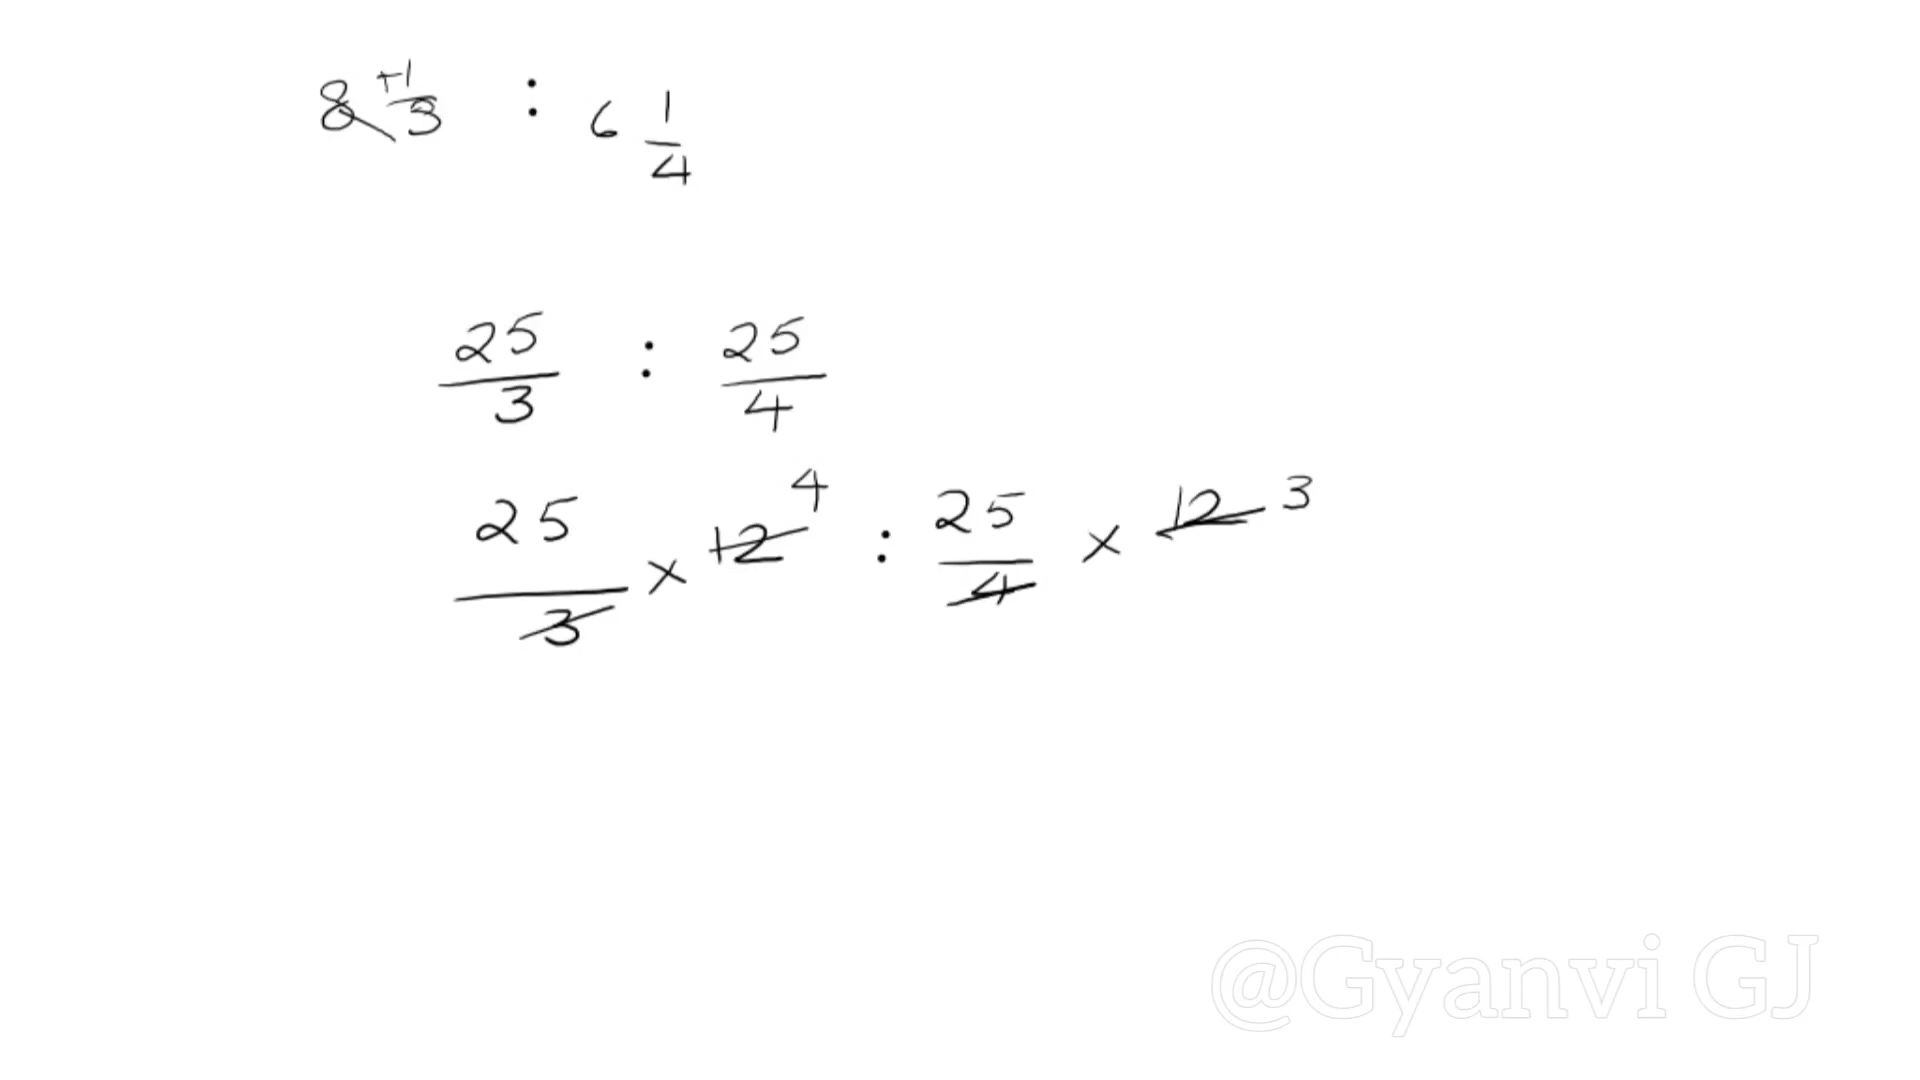 8 +1/3 : 6 1/4
25/3 : 25/4
25/3 × 12 4 : 25/4 × 12 3
@Gyanvi GJ